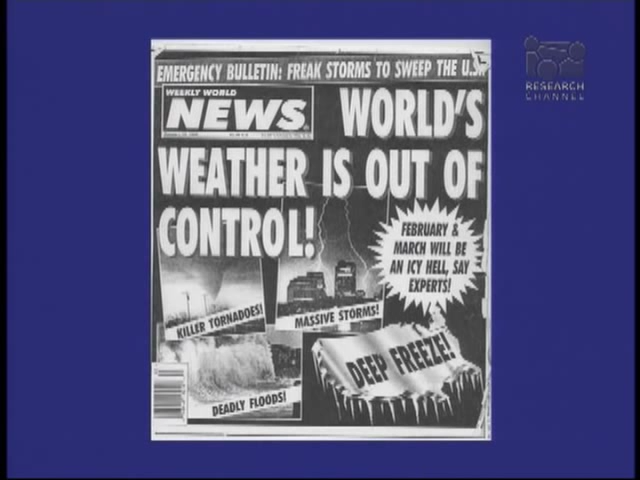 EMERGENCY BULLETIN: FREAK STORMS TO SWEEP THE U.S.
WEEKLY WORLD
NEWS
WORLD'S
WEATHER IS OUT OF
CONTROL!
FEBRUARY &
MARCH WILL BE
AN ICY HELL, SAY
EXPERTS!
KILLER TORNADOES!
MASSIVE STORMS!
DEEP FREEZE!
DEADLY FLOODS!
RESEARCH
CHANNEL